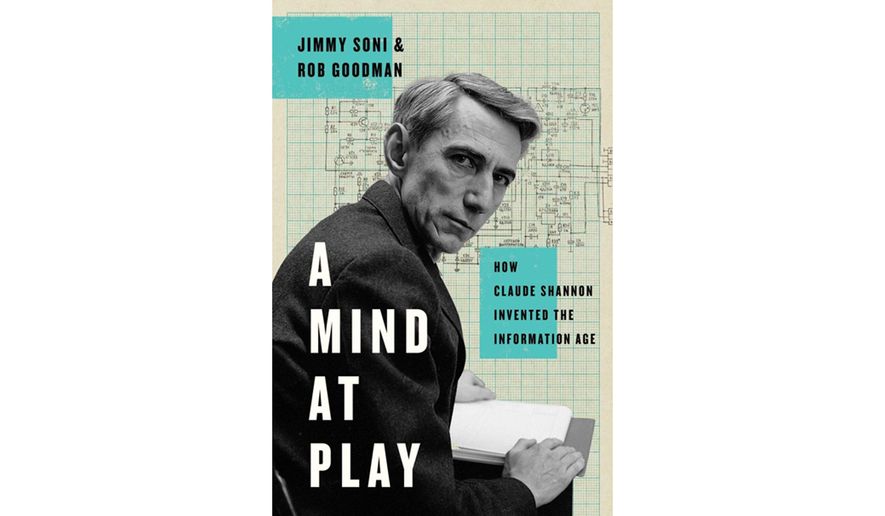 JIMMY SONI &
ROB GOODMAN
A
MIND
AT
PLAY
HOW
CLAUDE SHANNON
INVENTED THE
INFORMATION AGE